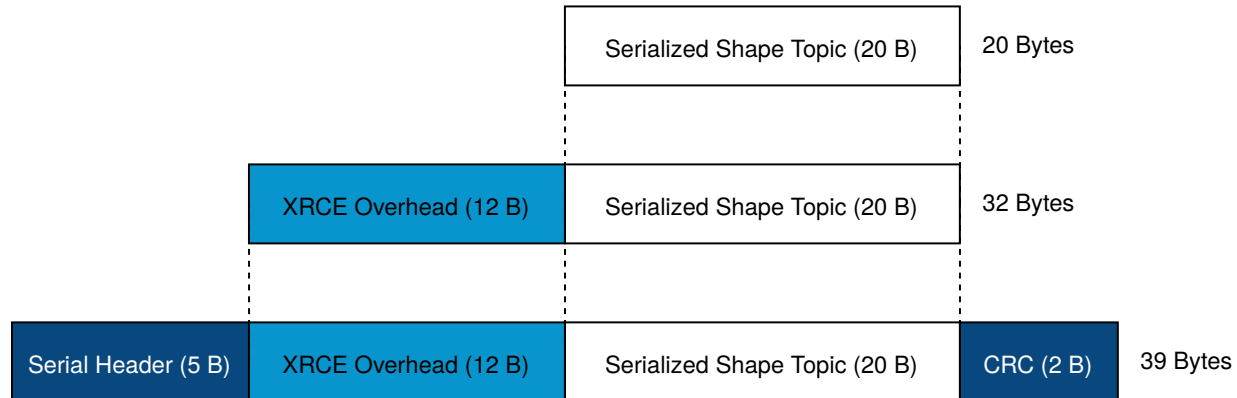 Serialized Shape Topic (20 B)
20 Bytes
XRCE Overhead (12 B)
Serialized Shape Topic (20 B)
32 Bytes
Serial Header (5 B)
XRCE Overhead (12 B)
Serialized Shape Topic (20 B)
CRC (2 B)
39 Bytes